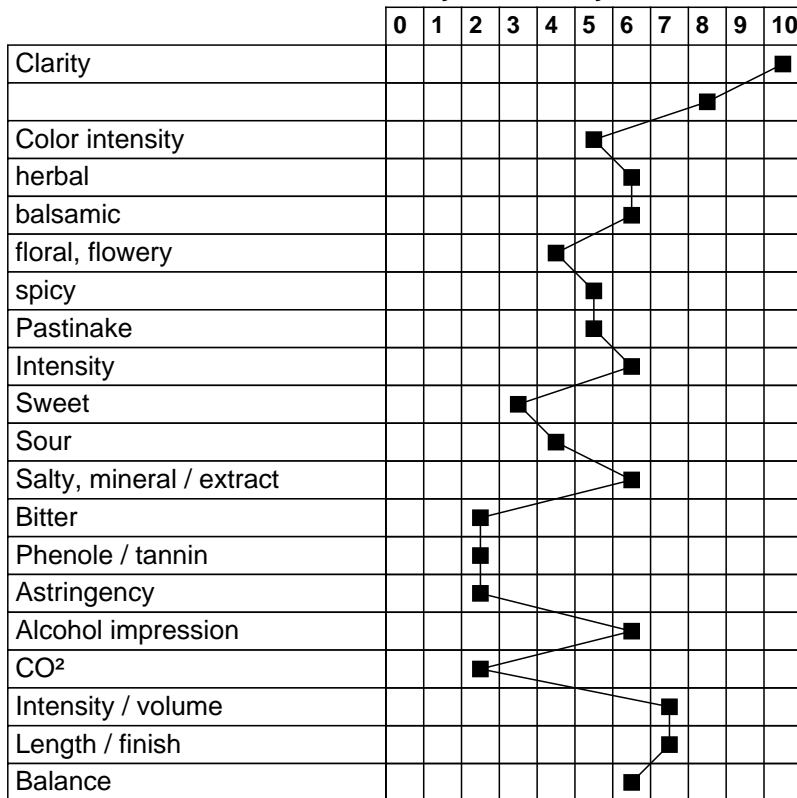 0 1 2 3 4 5 6 7 8 9 10
Clarity
Color intensity
herbal
balsamic
floral, flowery
spicy
Pastinake
Intensity
Sweet
Sour
Salty, mineral / extract
Bitter
Phenole / tannin
Astringency
Alcohol impression
CO²
Intensity / volume
Length / finish
Balance